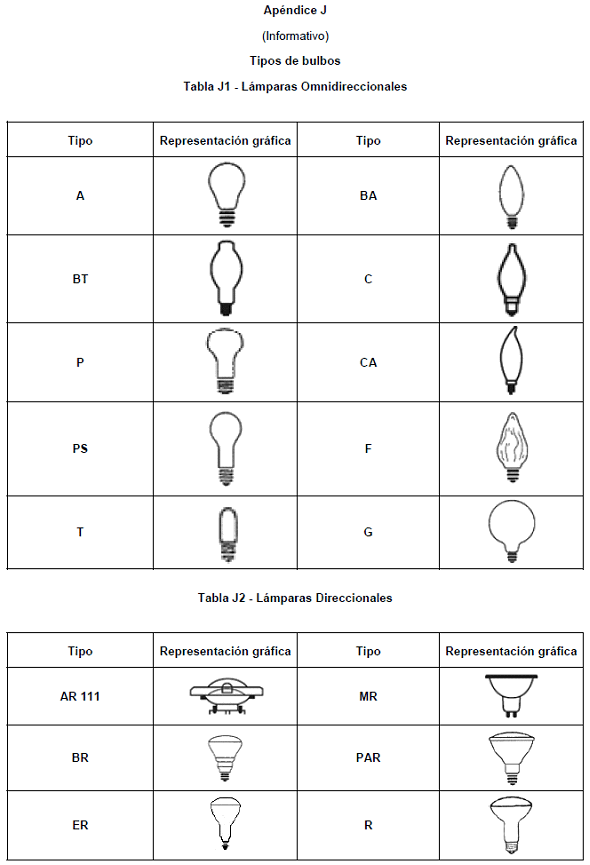 Apéndice J
(Informativo)
Tipos de bulbos
Tabla J1 - Lámparas Omnidireccionales
Tipo Representación gráfica Tipo Representación gráfica
A BA
BT C
P CA
PS F
T G
Tabla J2 - Lámparas Direccionales
Tipo Representación gráfica Tipo Representación gráfica
AR 111 MR
BR PAR
ER R